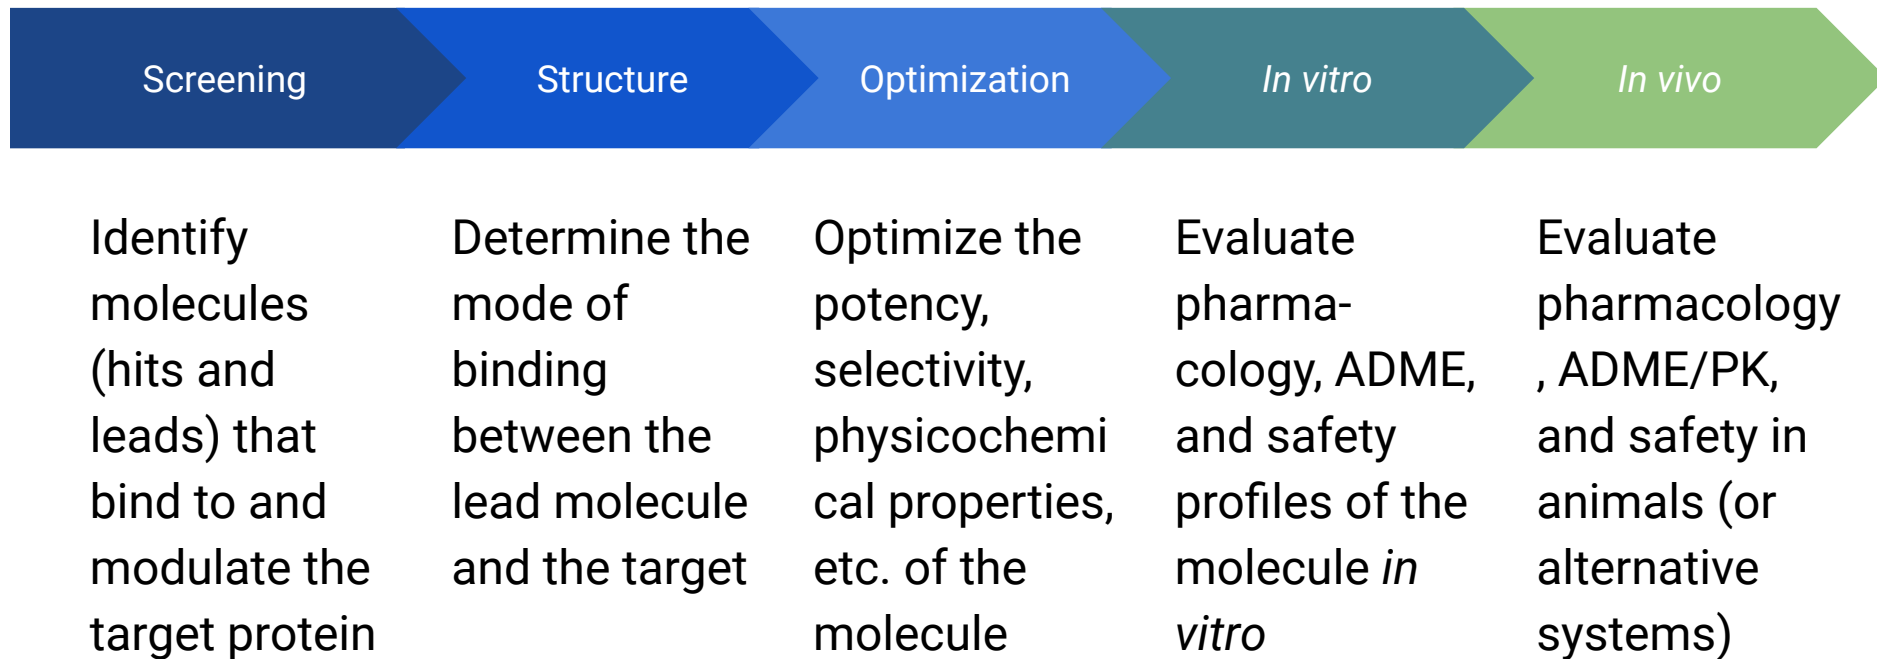 Screening
Structure
Optimization
In vitro
In vivo
Identify
molecules
(hits and
leads) that
bind to and
modulate the
target protein
Determine the
mode of
binding
between the
lead molecule
and the target
Optimize the
potency,
selectivity,
physicochemi
cal properties,
etc. of the
molecule
Evaluate
pharma-
cology, ADME,
and safety
profiles of the
molecule in
vitro
Evaluate
pharmacology
, ADME/PK,
and safety in
animals (or
alternative
systems)